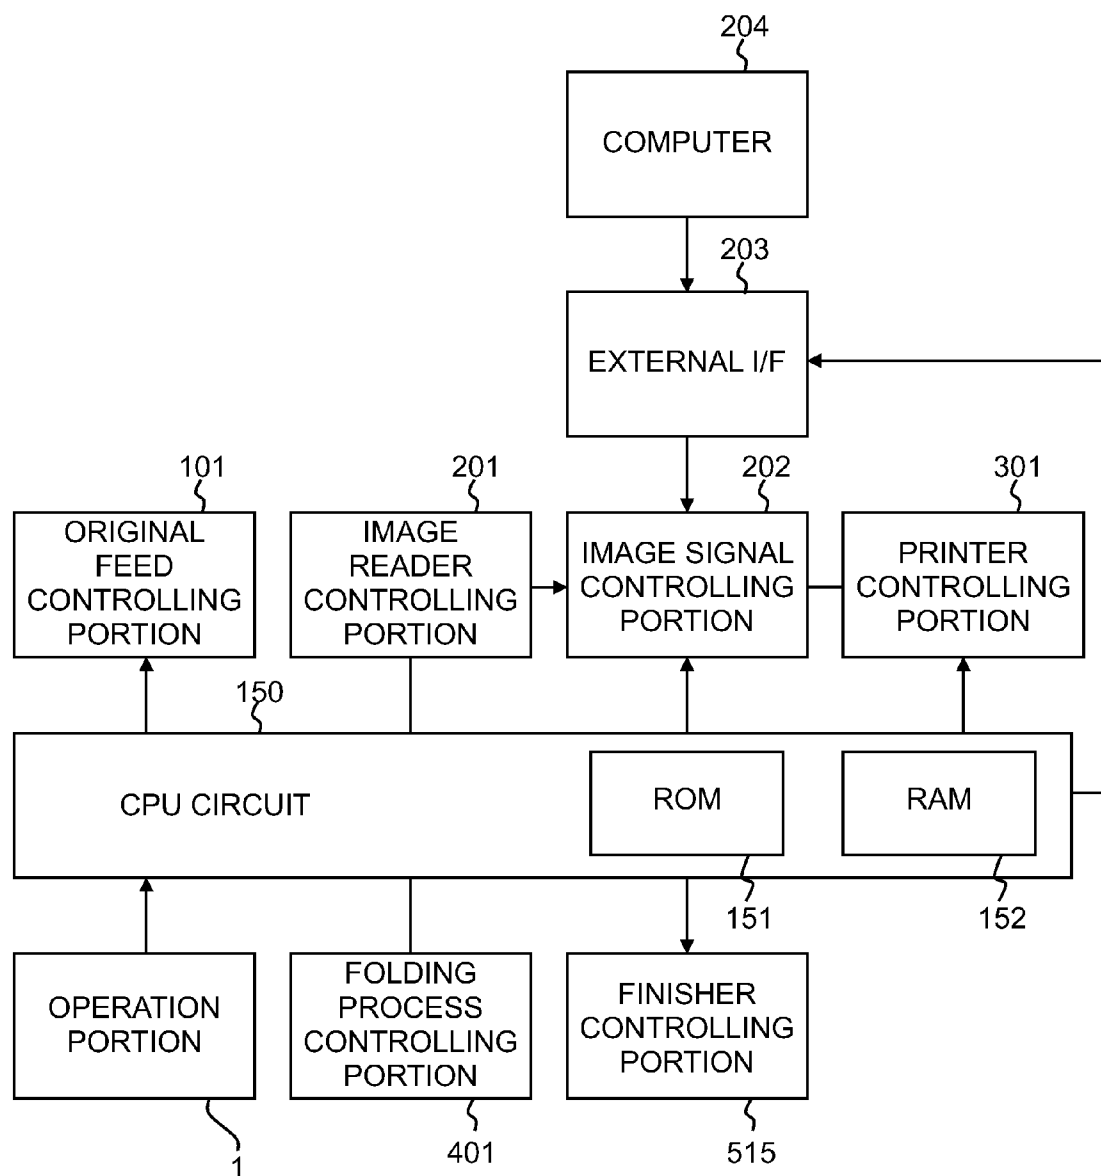 204
COMPUTER
203
EXTERNAL I/F
101
201
202
301
ORIGINAL
FEED
CONTROLLING
PORTION
IMAGE
READER
CONTROLLING
PORTION
IMAGE SIGNAL
CONTROLLING
PORTION
PRINTER
CONTROLLING
PORTION
150
CPU CIRCUIT
ROM
RAM
151
152
OPERATION
PORTION
FOLDING
PROCESS
CONTROLLING
PORTION
FINISHER
CONTROLLING
PORTION
1
401
515